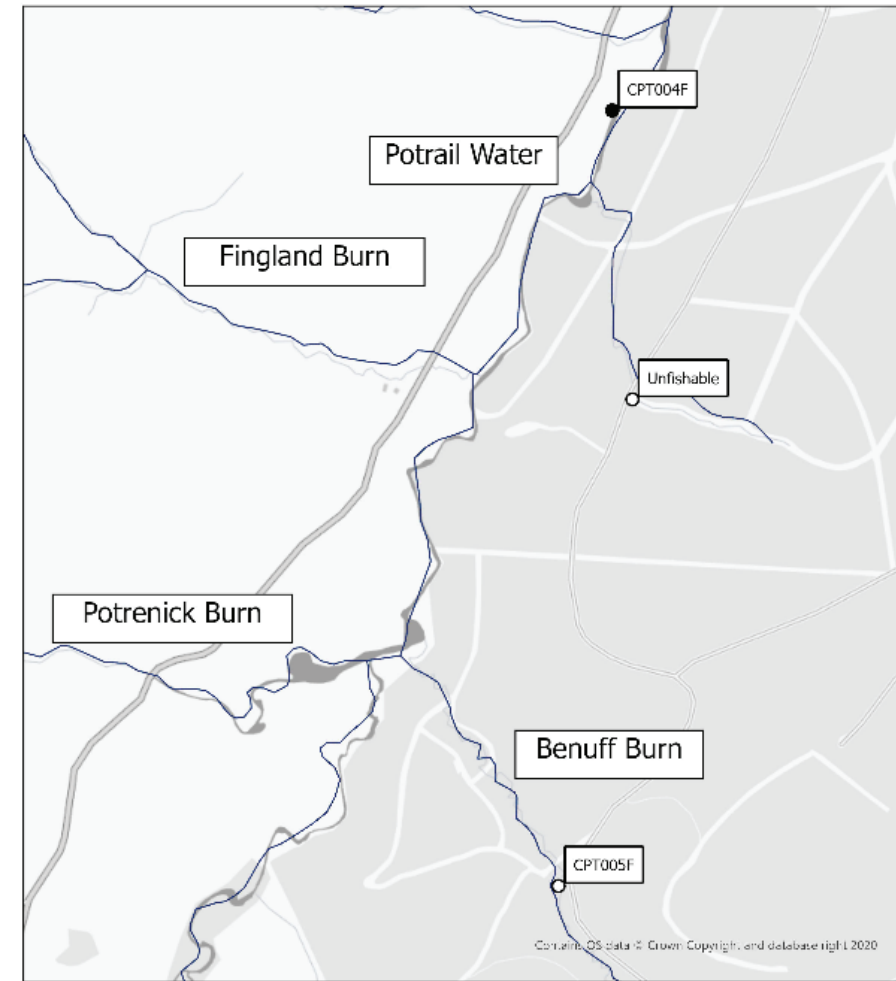 CPT004F
Potrail Water
Fingland Burn
Unfishable
Potrenick Burn
Benuff Burn
CPT005F
Contains OS data © Crown Copyright and database right 2020